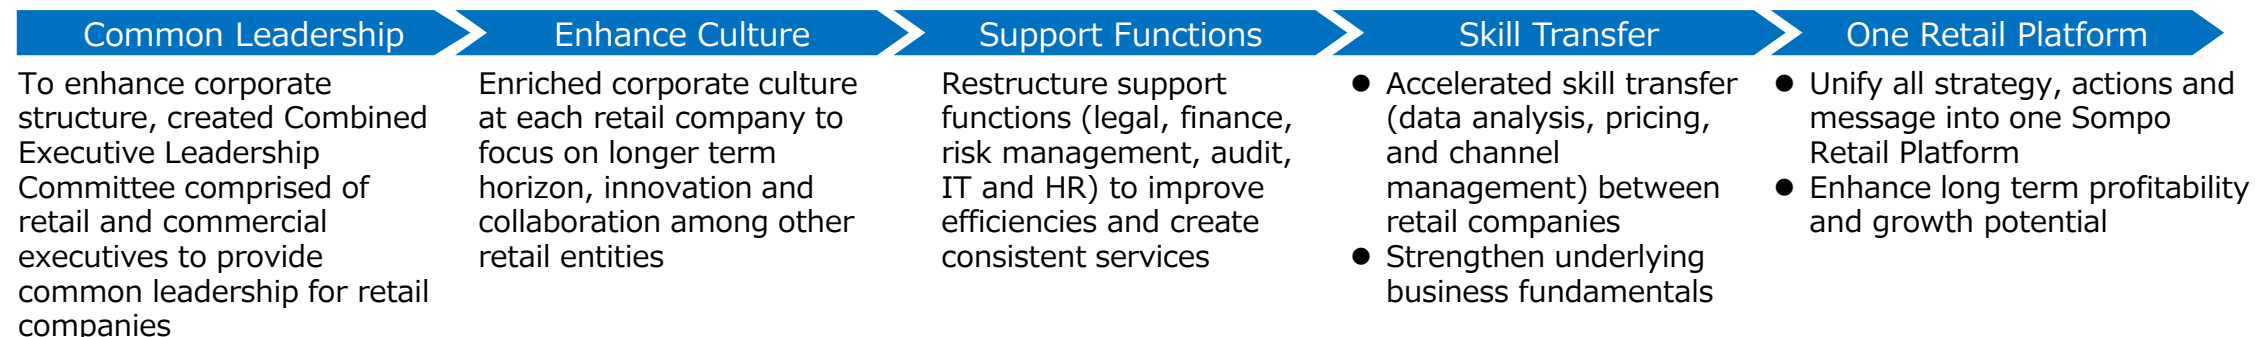 Common Leadership
To enhance corporate
structure, created Combined
Executive Leadership
Committee comprised of
retail and commercial
executives to provide
common leadership for retail
companies
Enhance Culture
Enriched corporate culture
at each retail company to
focus on longer term
horizon, innovation and
collaboration among other
retail entities
Support Functions
Restructure support
functions (legal, finance,
risk management, audit,
IT and HR) to improve
efficiencies and create
consistent services
Skill Transfer
● Accelerated skill transfer
(data analysis, pricing,
and channel
management) between
retail companies
● Strengthen underlying
business fundamentals
One Retail Platform
● Unify all strategy, actions and
message into one Sompo
Retail Platform
● Enhance long term profitability
and growth potential